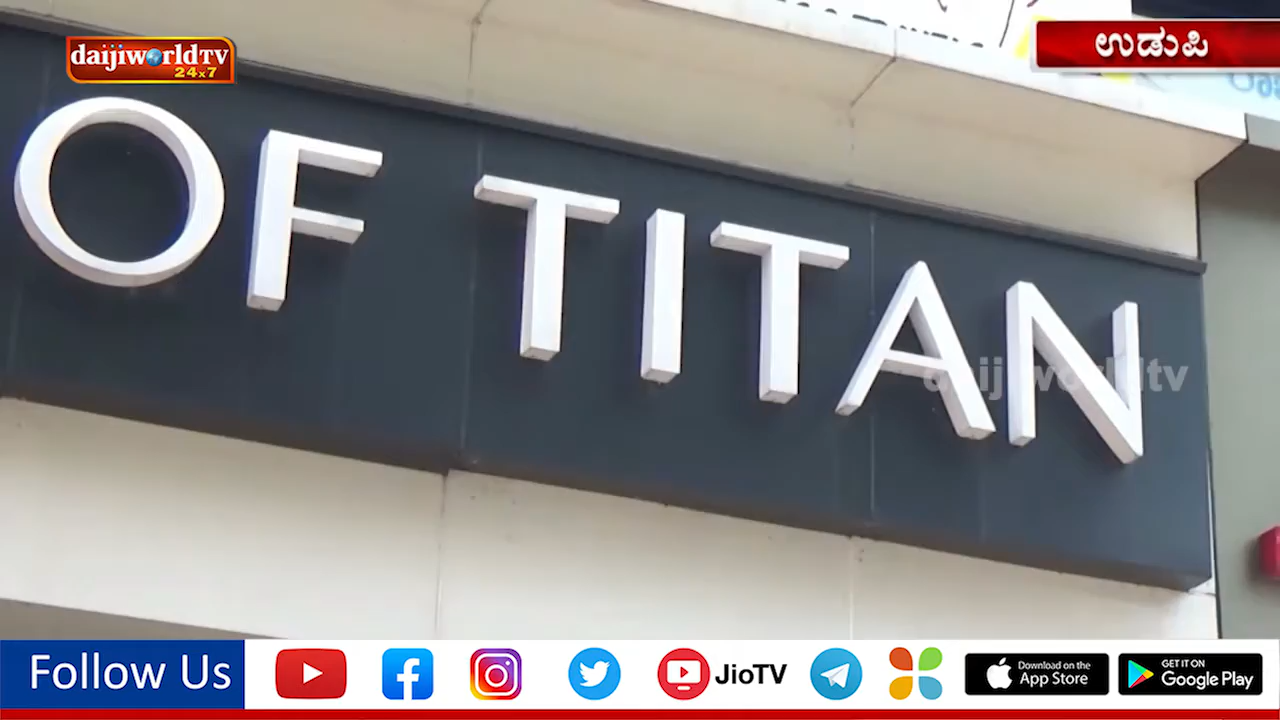 daijiworldTV
24x7
ಉಡುಪಿ
OF TITAN
daijiworldtv
Follow Us
JioTV
Download on the
App Store
GET IT ON
Google Play